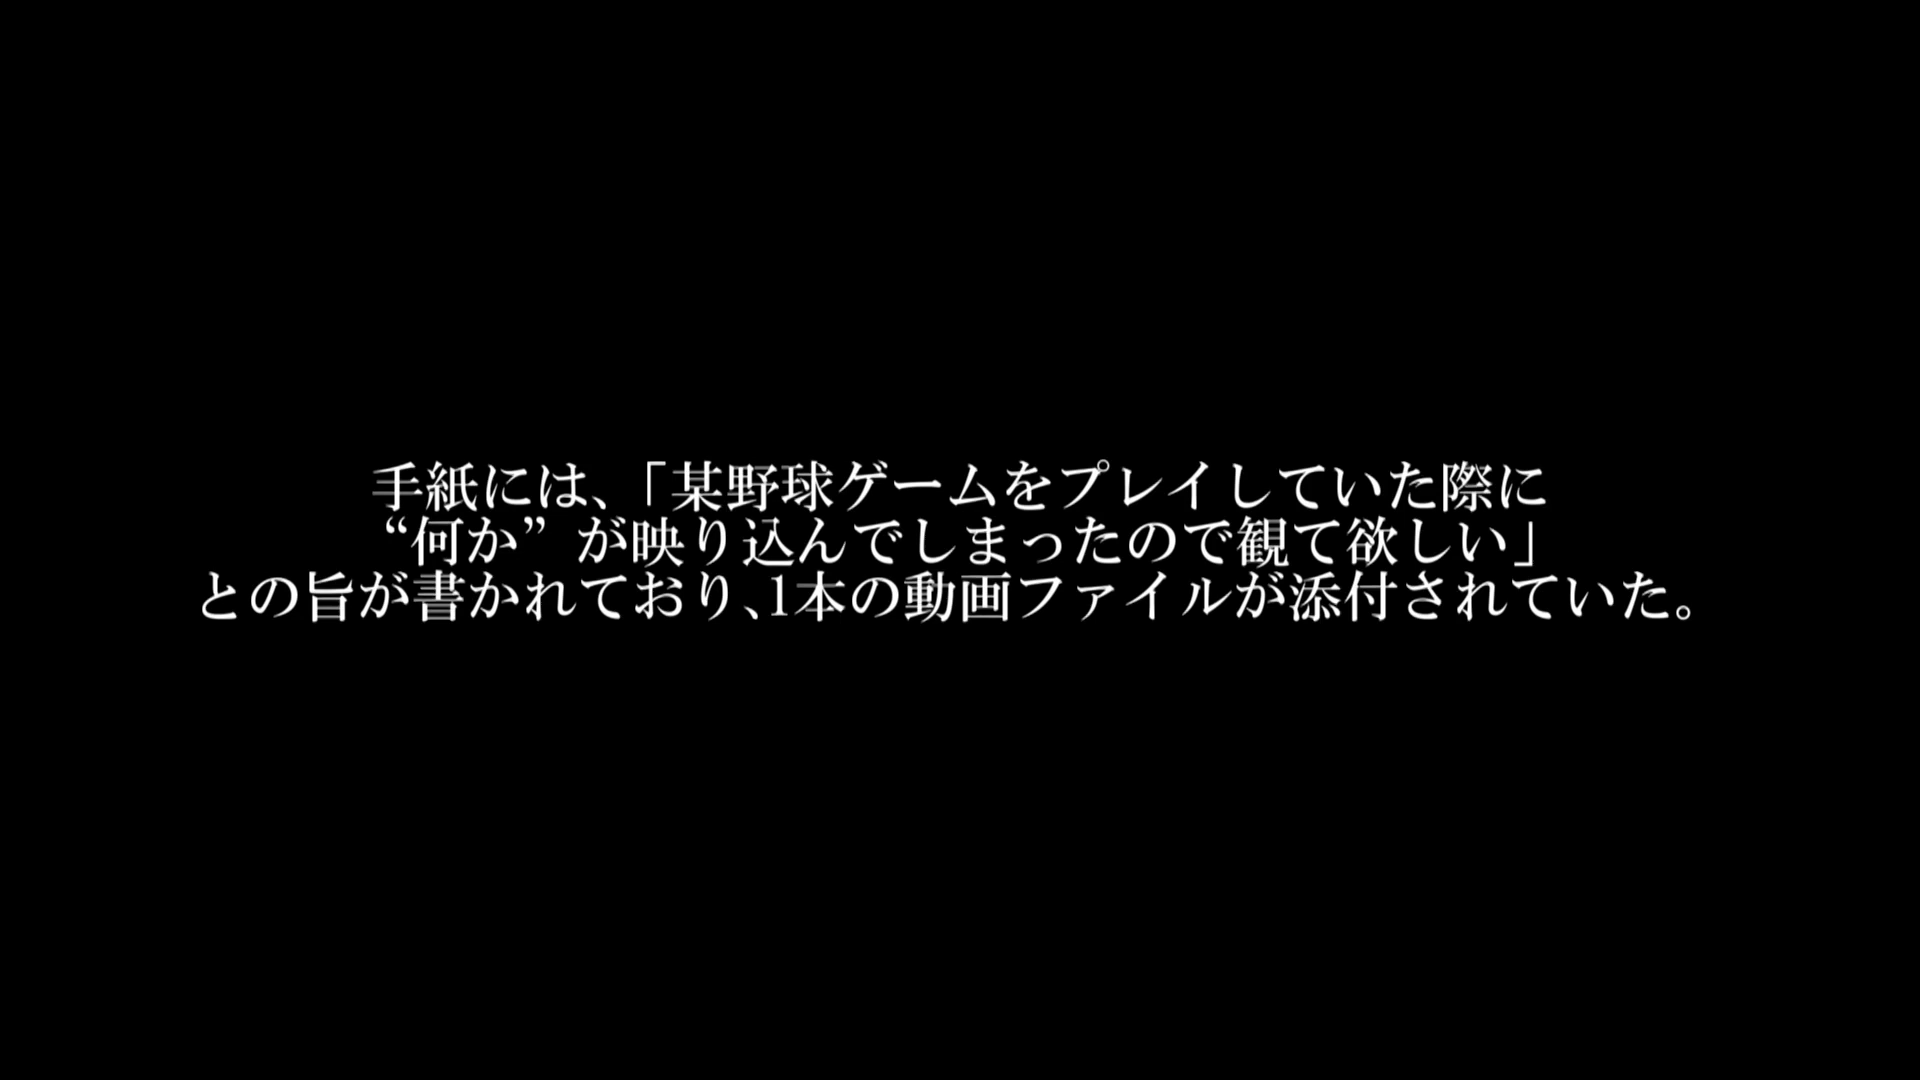 手紙には、「某野球ゲームをプレイしていた際に
“何か”が映り込んでしまったので観て欲しい」
との旨が書かれており、1本の動画ファイルが添付されていた。